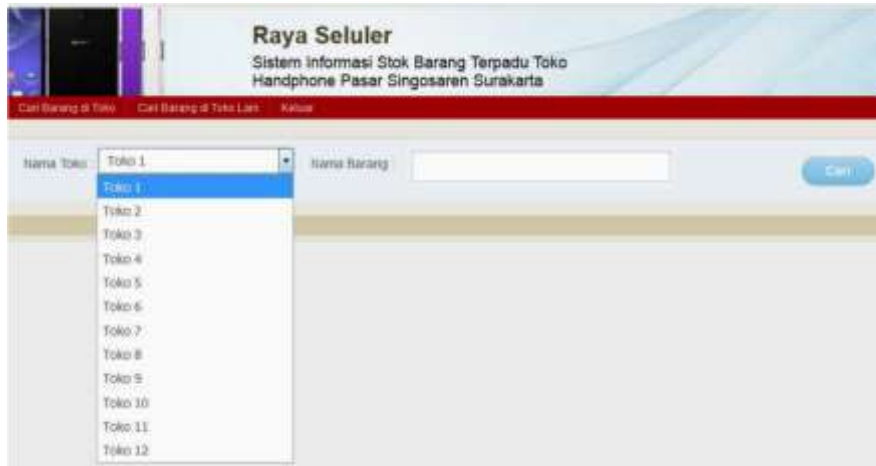 Raya Seluler
Sistem Informasi Stok Barang Terpadu Toko
Handphone Pasar Singosaren Surakarta
Cari Barang di Toko Cari Barang di Toko Lain Keluar
Nama Toko Toko 1 Nama Barang Cari
Toko 1
Toko 2
Toko 3
Toko 4
Toko 5
Toko 6
Toko 7
Toko 8
Toko 9
Toko 10
Toko 11
Toko 12